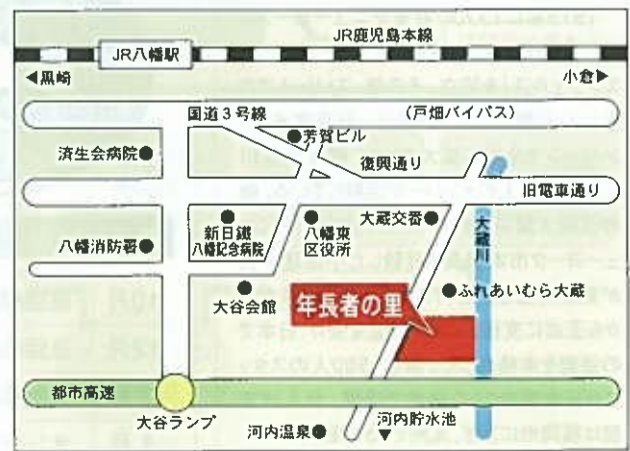 JR鹿児島本線
JR八幡駅
◀黒崎
小倉▶
国道3号線
(戸畑バイパス)
芳賀ビル
済生会病院
復興通り
旧電車通り
新日鐵
八幡記念病院
八幡東
区役所
大蔵交番
大蔵川
八幡消防署
大谷会館
ふれあいむら大蔵
年長者の里
都市高速
大谷ランプ
河内温泉
河内貯水池
▼